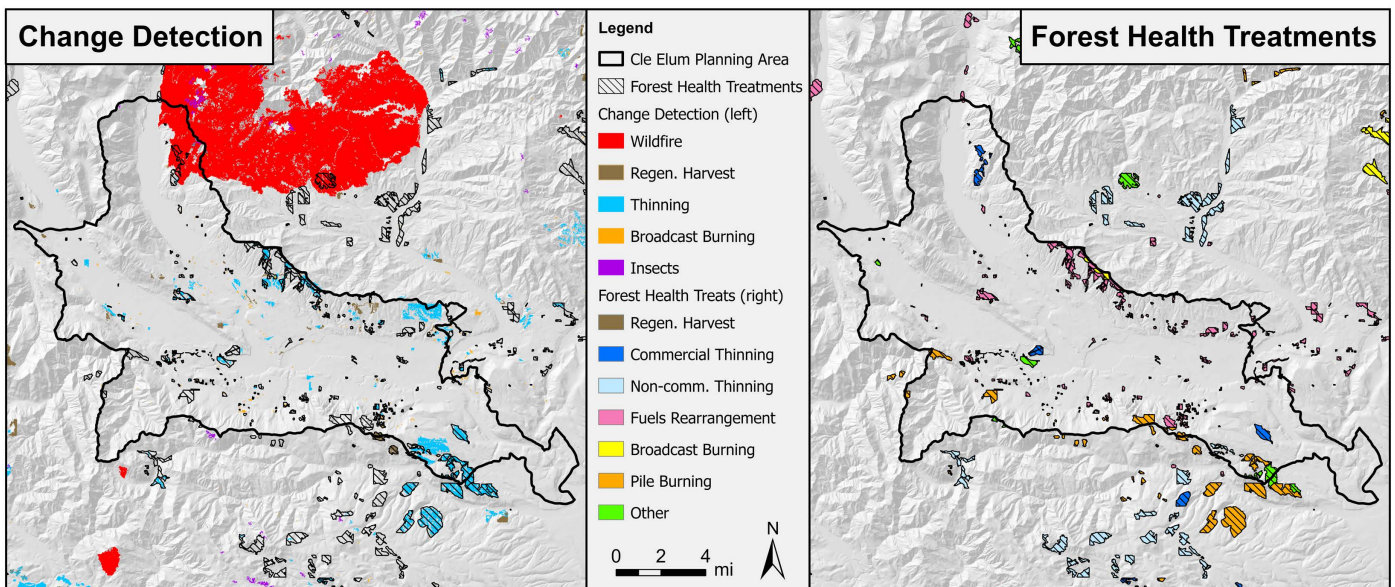 Change Detection
Legend
Cle Elum Planning Area
Forest Health Treatments
Change Detection (left)
Wildfire
Regen. Harvest
Thinning
Broadcast Burning
Insects
Forest Health Treats (right)
Regen. Harvest
Commercial Thinning
Non-comm. Thinning
Fuels Rearrangement
Broadcast Burning
Pile Burning
Other
N
0 2 4
mi
Forest Health Treatments